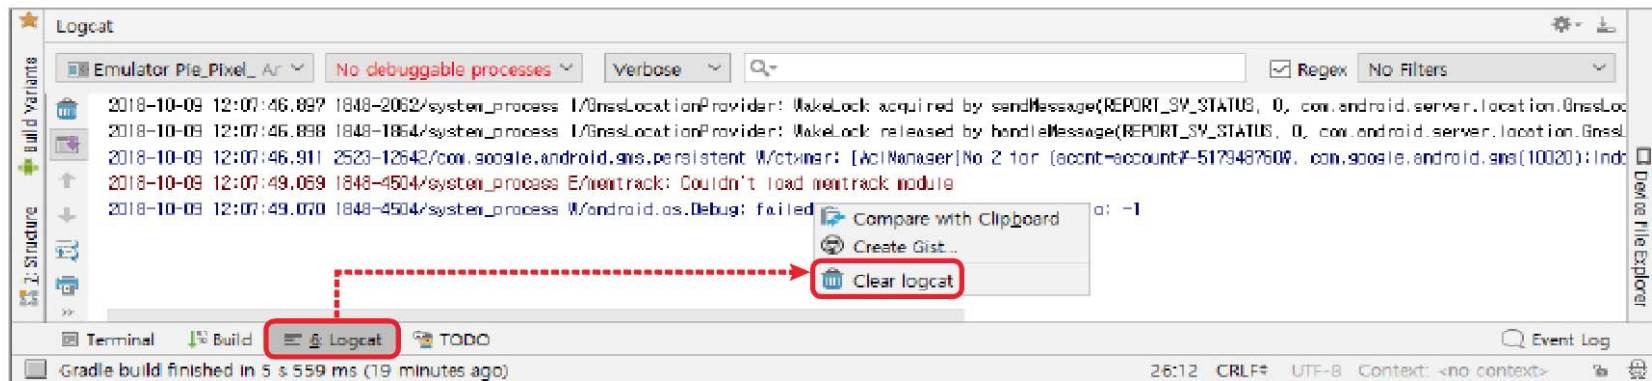 Logcat
Build Variants
Emulator Pie_Pixel_ Ar
No debuggable processes
Verbose
Regex
No Filters
2018-10-09 12:07:46.897 1848-2062/system_process I/GnssLocationProvider: WakeLock acquired by sendMessage(REPORT_SV_STATUS, 0, com.android.server.location.GnssLoc
2018-10-09 12:07:46.898 1848-1864/system_process I/GnssLocationProvider: WakeLock released by handleMessage(REPORT_SV_STATUS, 0, com.android.server.location.GnssL
2018-10-09 12:07:46.911 2523-12642/com.google.android.gms.persistent W/ctxmgr: [AclManager]No 2 for (accnt=account#-517948760#, com.google.android.gms(10020):Indo
2018-10-09 12:07:49.069 1848-4504/system_process E/memtrack: Couldn't load memtrack module
2018-10-09 12:07:49.070 1848-4504/system_process W/android.os.Debug: failed
o: -1
Compare with Clipboard
Create Gist...
Clear logcat
Z: Structure
Device File Explorer
Terminal
Build
6: Logcat
TODO
Event Log
Gradle build finished in 5 s 559 ms (19 minutes ago)
26:12 CRLF UTF-8 Context: <no context>